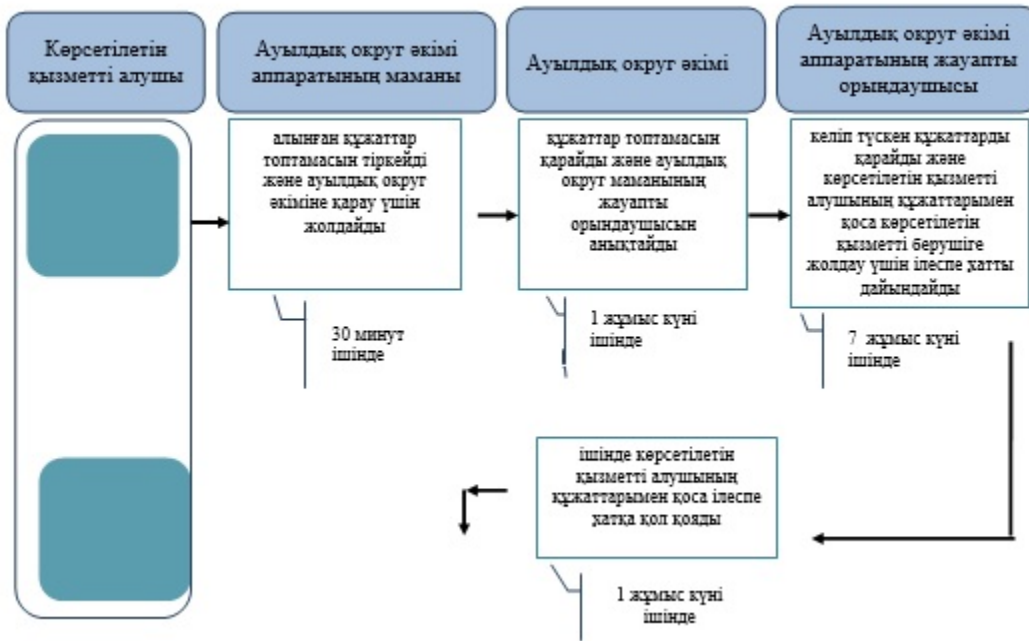 Көрсетілетін
қызметті алушы
Ауылдық округ әкімі
аппаратының маманы
Ауылдық округ әкімі
Ауылдық округ әкімі
аппаратының жауапты
орындаушысы
алынған құжаттар
топтамасын тіркейді
және ауылдық округ
әкіміне қарау үшін
жолдайды
құжаттар топтамасын
қарайды және ауылдық
округ маманының
жауапты
орындаушысын
анықтайды
келіп түскен құжаттарды
қарайды және
көрсетілетін қызметті
алушының құжаттарымен
қоса көрсетілетін
қызметті берушіге
жолдау үшін ілеспе хатты
дайындайды
30 минут
ішінде
1 жұмыс күні
ішінде
7 жұмыс күні
ішінде
ішінде көрсетілетін
қызметті алушының
құжаттарымен қоса ілеспе
хатқа қол қояды
1 жұмыс күні
ішінде